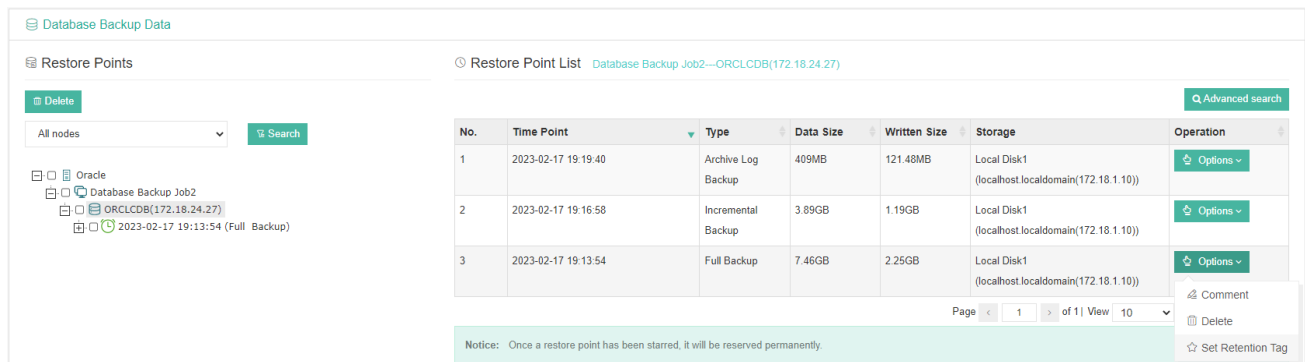 Database Backup Data
Restore Points
Delete
All nodes
Search
Oracle
Database Backup Job2
ORCLCDB(172.18.24.27)
2023-02-17 19:13:54 (Full Backup)
Restore Point List Database Backup Job2---ORCLCDB(172.18.24.27)
Advanced search
No. Time Point Type Data Size Written Size Storage Operation
1 2023-02-17 19:19:40 Archive Log 409MB 121.48MB Local Disk1 Options
Backup (localhost.localdomain(172.18.1.10))
2 2023-02-17 19:16:58 Incremental 3.89GB 1.19GB Local Disk1 Options
Backup (localhost.localdomain(172.18.1.10))
3 2023-02-17 19:13:54 Full Backup 7.46GB 2.25GB Local Disk1 Options
(localhost.localdomain(172.18.1.10))
Page < 1 > of 1 | View 10
Comment
Delete
Set Retention Tag
Notice: Once a restore point has been starred, it will be reserved permanently.